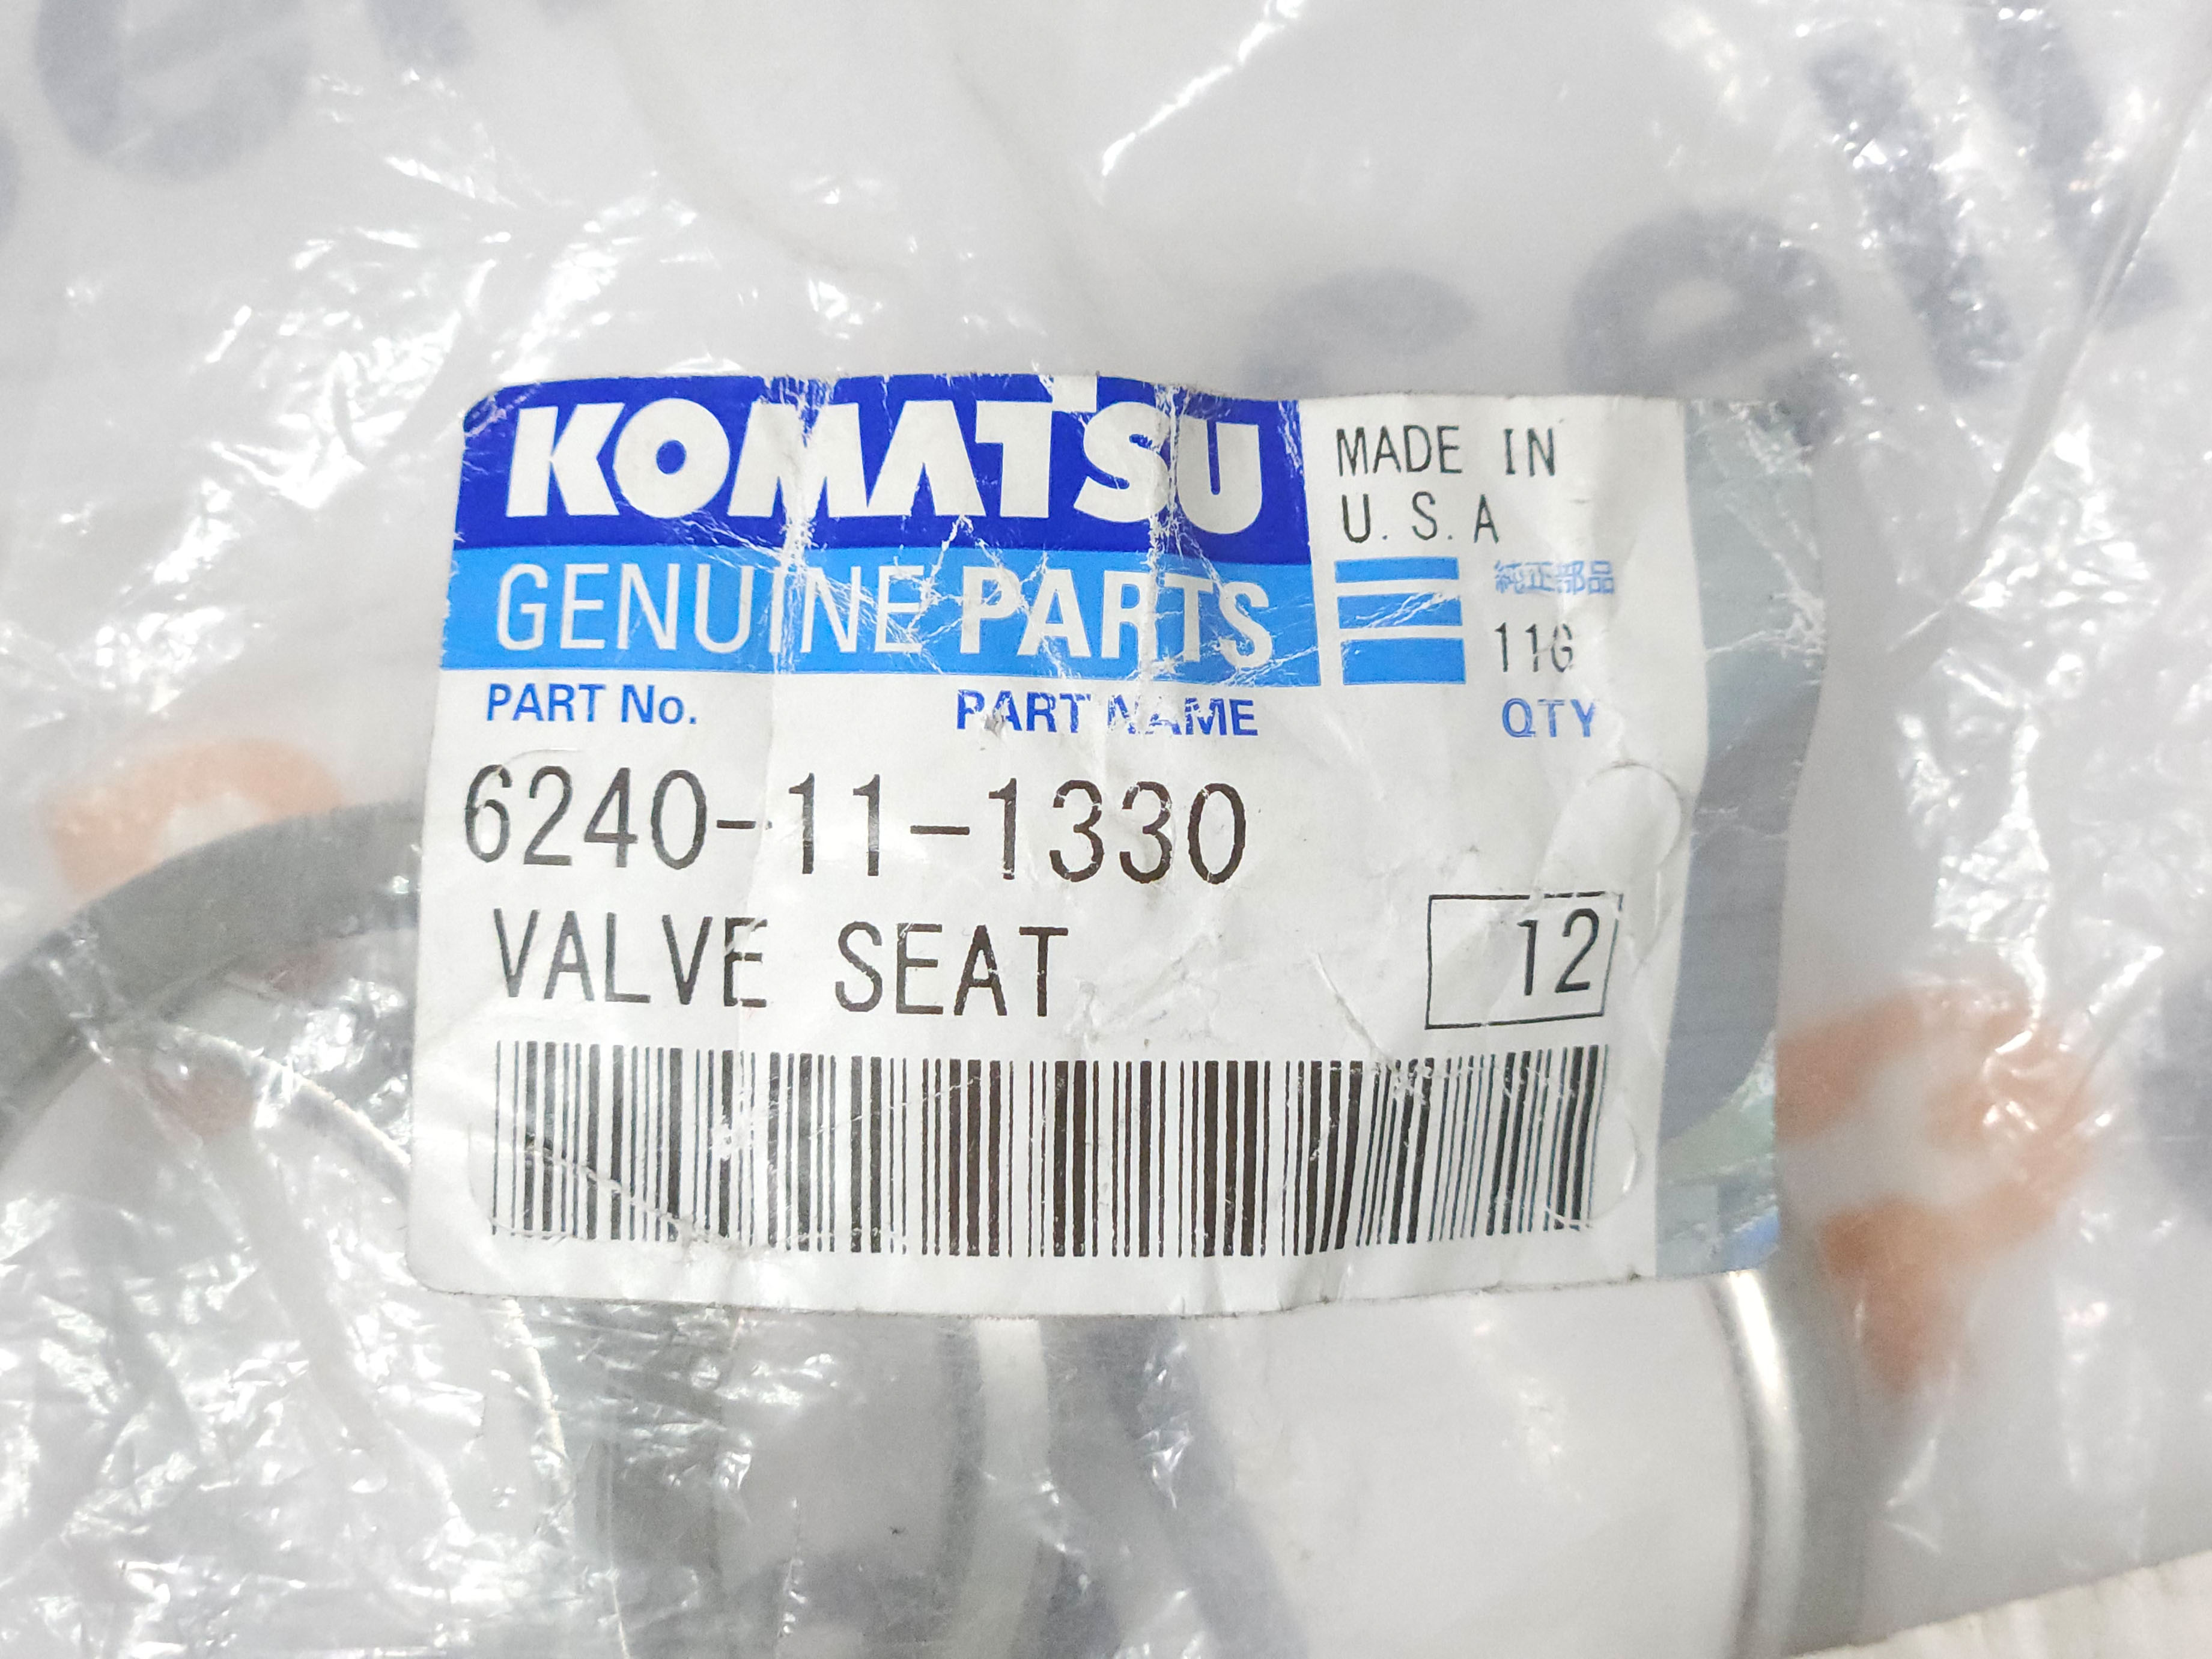 KOMATSU
GENUINE PARTS
MADE IN
U.S.A
純正部品
11G
PART No.
PART NAME
QTY
6240-11-1330
VALVE SEAT
12